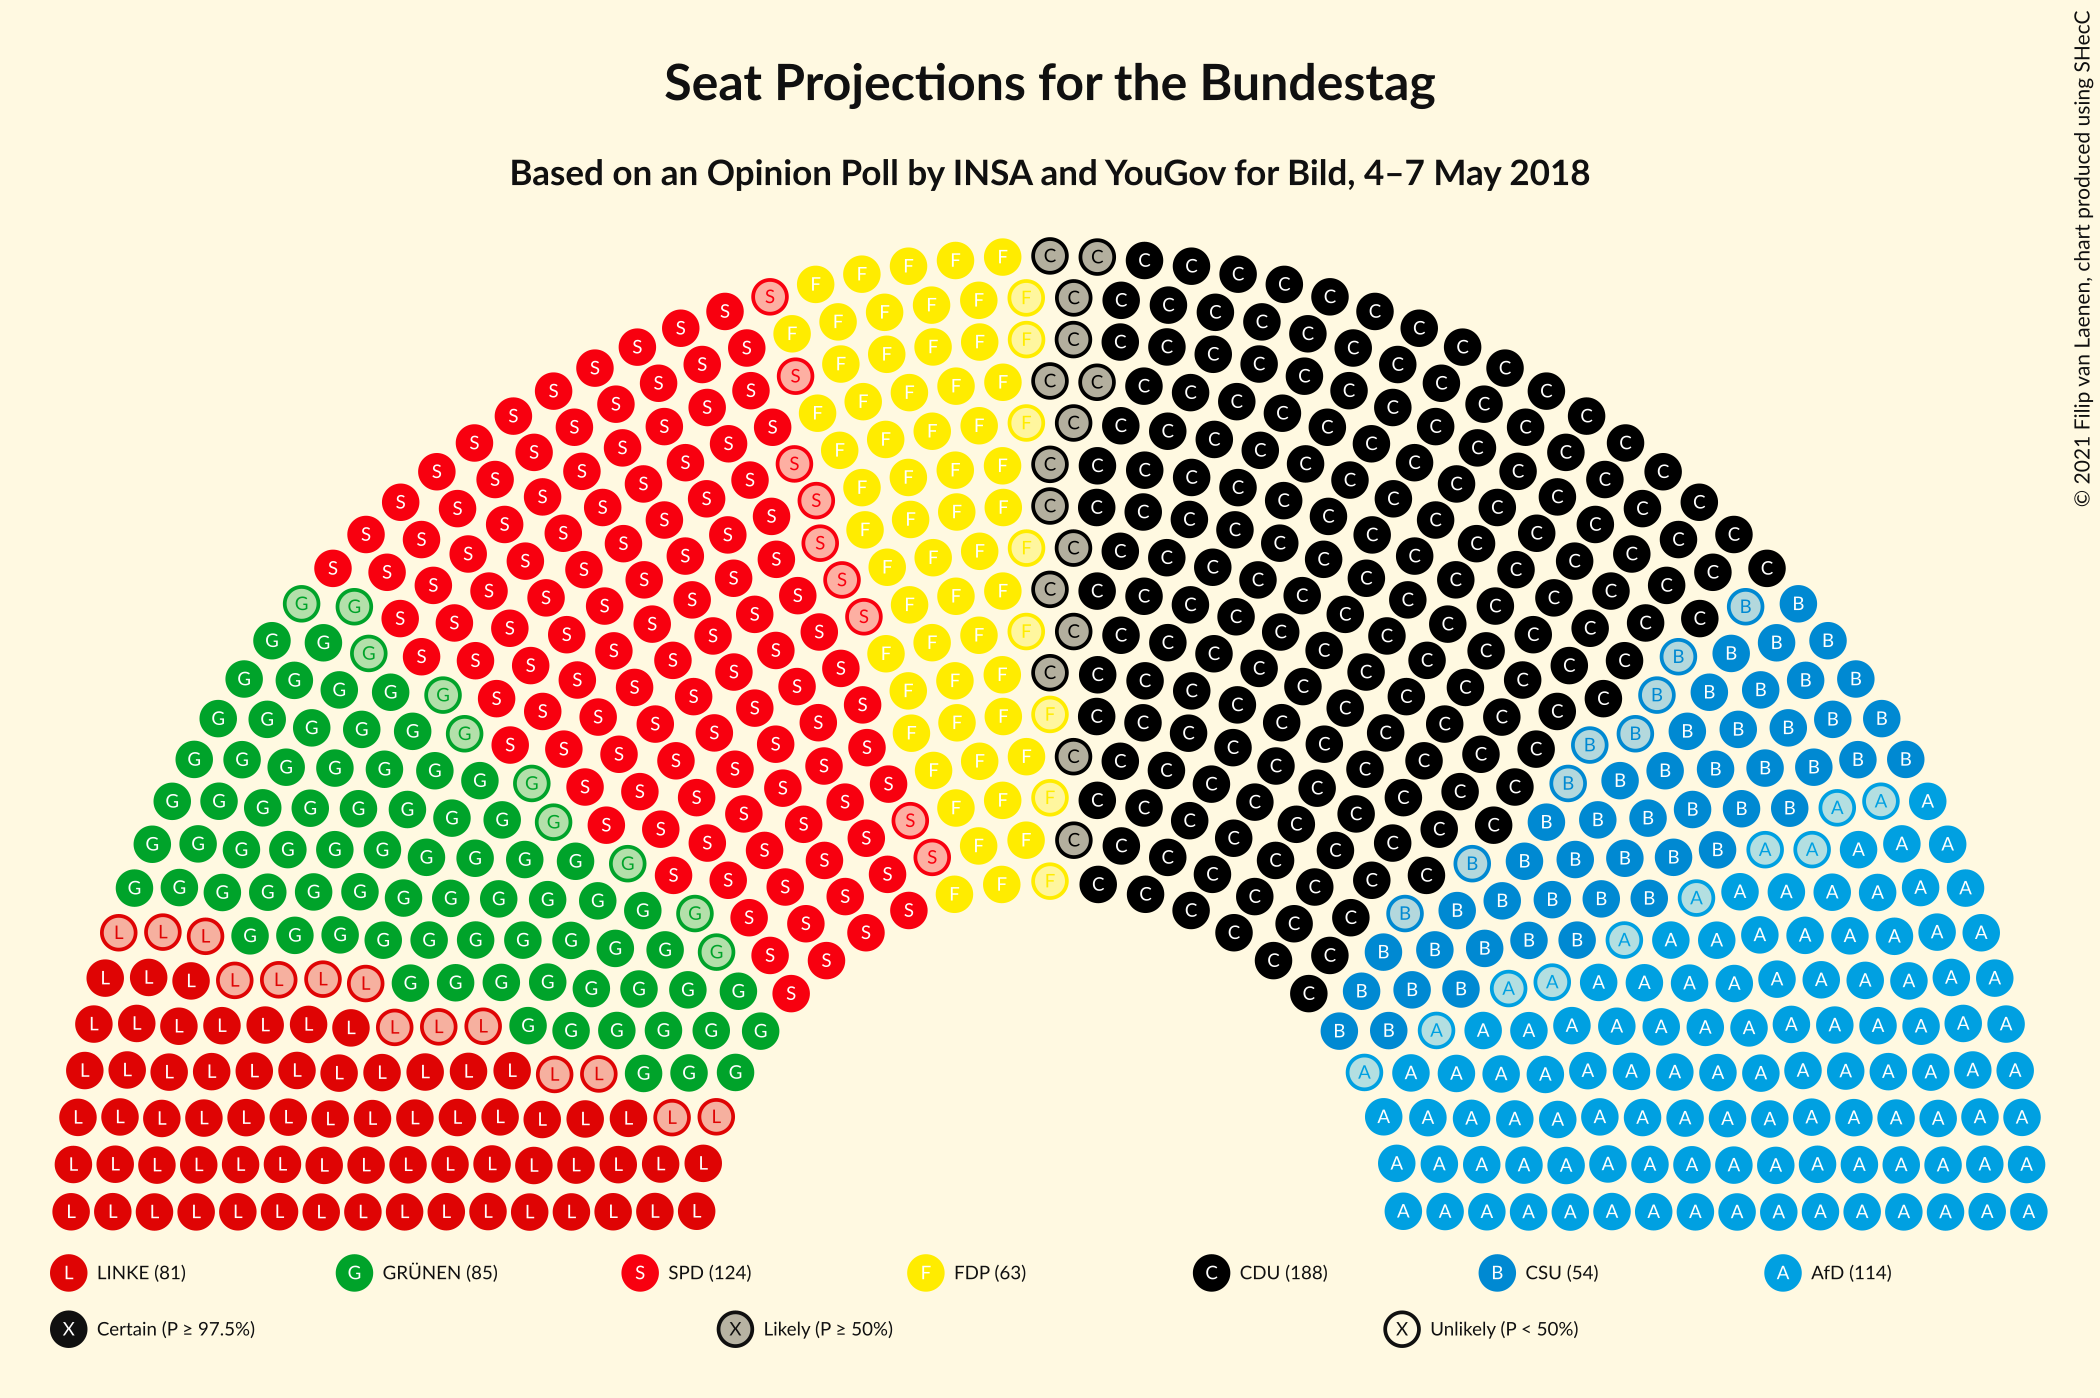 Seat Projections for the Bundestag
Based on an Opinion Poll by INSA and YouGov for Bild, 4–7 May 2018
© 2021 Filip van Laenen, chart produced using SHecC
L LINKE (81)
G GRÜNEN (85)
S SPD (124)
F FDP (63)
C CDU (188)
B CSU (54)
A AfD (114)
X Certain (P ≥ 97.5%)
X Likely (P ≥ 50%)
X Unlikely (P < 50%)